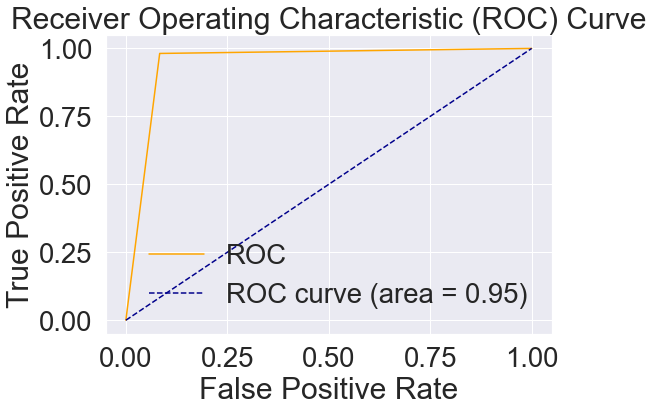 Receiver Operating Characteristic (ROC) Curve
True Positive Rate
1.00
0.75
0.50
0.25
0.00
ROC
ROC curve (area = 0.95)
0.00 0.25 0.50 0.75 1.00
False Positive Rate